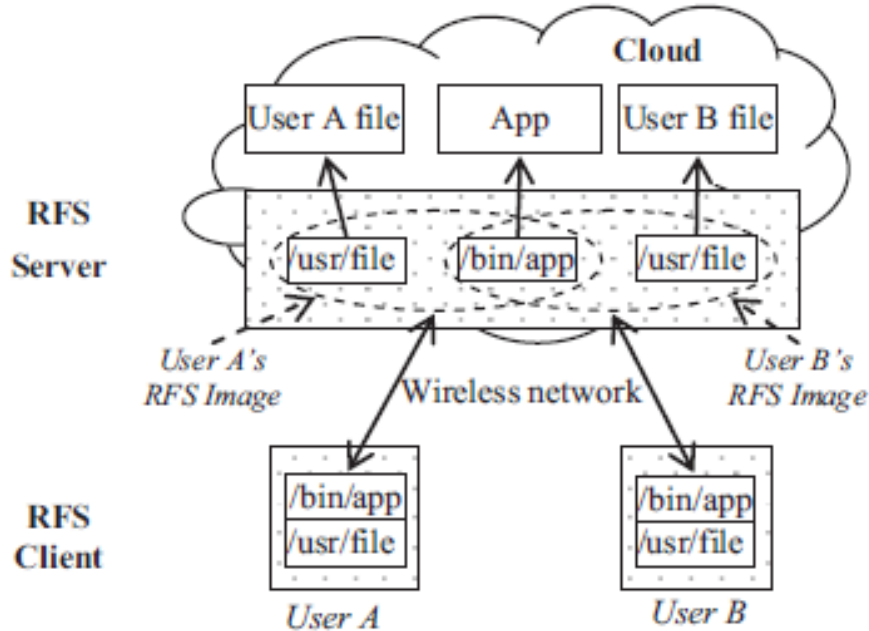 Cloud
User A file
App
User B file
RFS
Server
/usr/file
/bin/app
/usr/file
User A's
RFS Image
Wireless network
User B's
RFS Image
RFS
Client
/bin/app
/usr/file
/bin/app
/usr/file
User A
User B